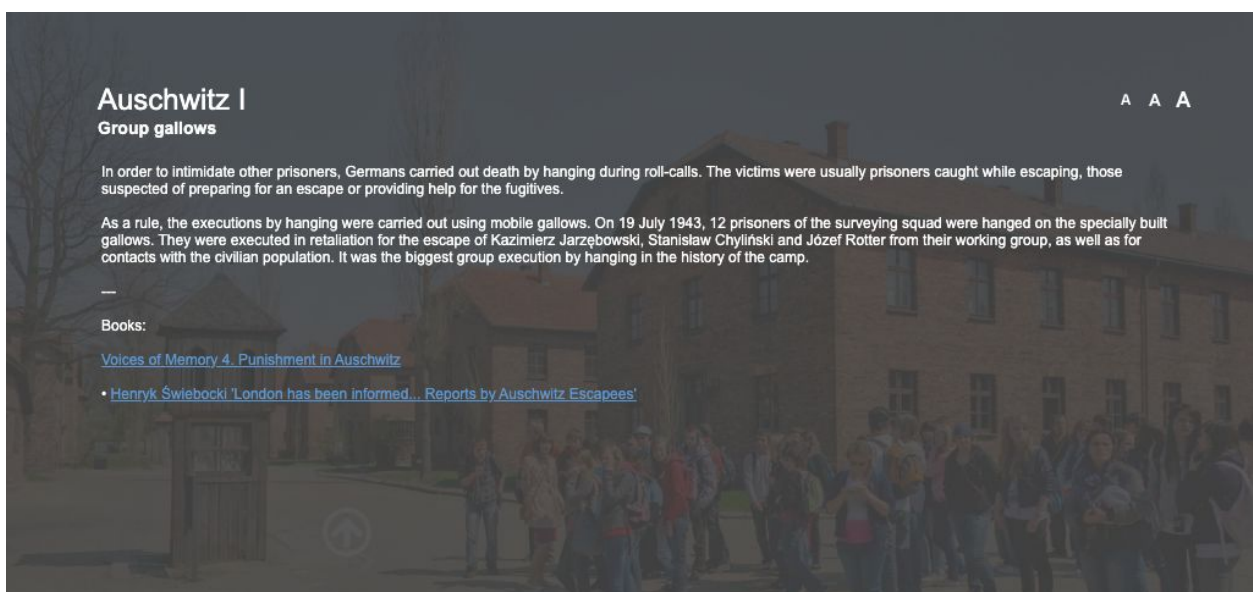 Auschwitz I
A A A
Group gallows
In order to intimidate other prisoners, Germans carried out death by hanging during roll-calls. The victims were usually prisoners caught while escaping, those
suspected of preparing for an escape or providing help for the fugitives.
As a rule, the executions by hanging were carried out using mobile gallows. On 19 July 1943, 12 prisoners of the surveying squad were hanged on the specially built
gallows. They were executed in retaliation for the escape of Kazimierz Jarzębowski, Stanisław Chyliński and Józef Rotter from their working group, as well as for
contacts with the civilian population. It was the biggest group execution by hanging in the history of the camp.
---
Books:
Voices of Memory 4. Punishment in Auschwitz
• Henryk Świebocki 'London has been informed... Reports by Auschwitz Escapees'